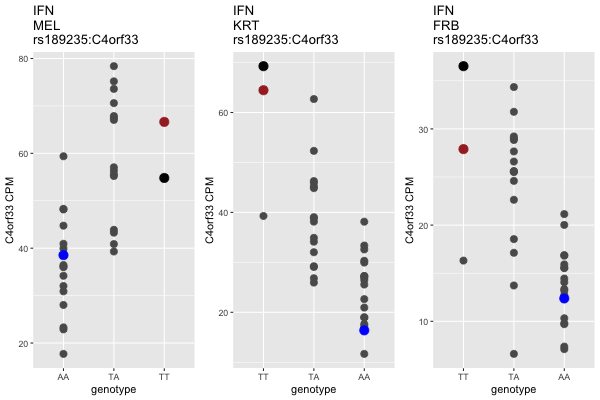 IFN
MEL
rs189235:C4orf33
80
60
40
20
C4orf33 CPM
AA
TA
TT
genotype
IFN
KRT
rs189235:C4orf33
60
40
20
C4orf33 CPM
TT
TA
AA
genotype
IFN
FRB
rs189235:C4orf33
30
20
10
C4orf33 CPM
TT
TA
AA
genotype